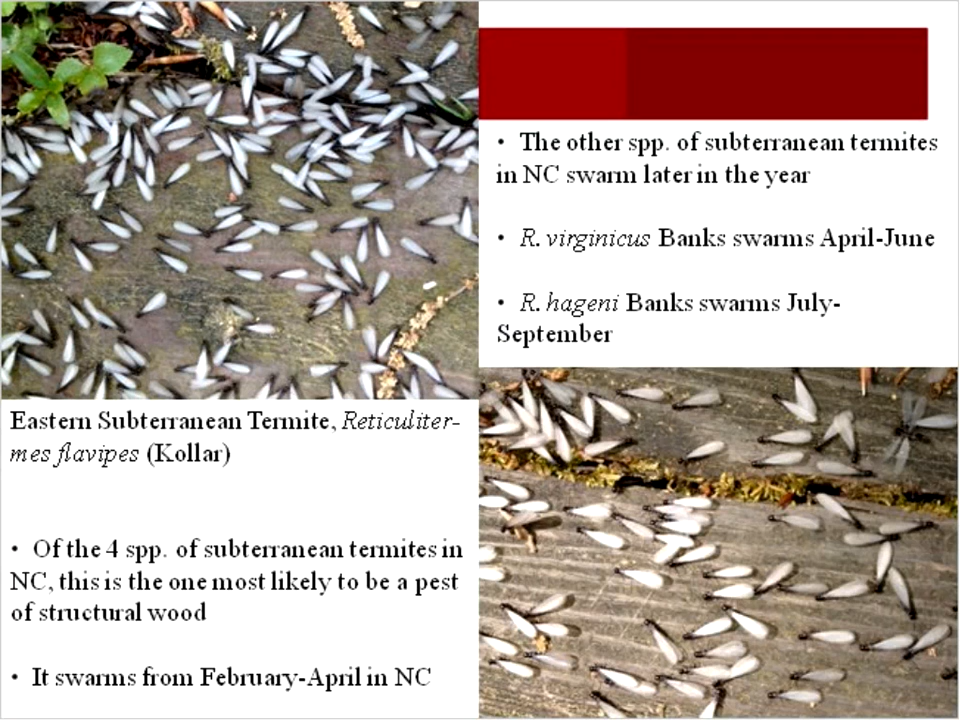 • The other spp. of subterranean termites
in NC swarm later in the year
• R. virginicus Banks swarms April-June
• R. hageni Banks swarms July-
September
Eastern Subterranean Termite, Reticuliter-
mes flavipes (Kollar)
• Of the 4 spp. of subterranean termites in
NC, this is the one most likely to be a pest
of structural wood
• It swarms from February-April in NC